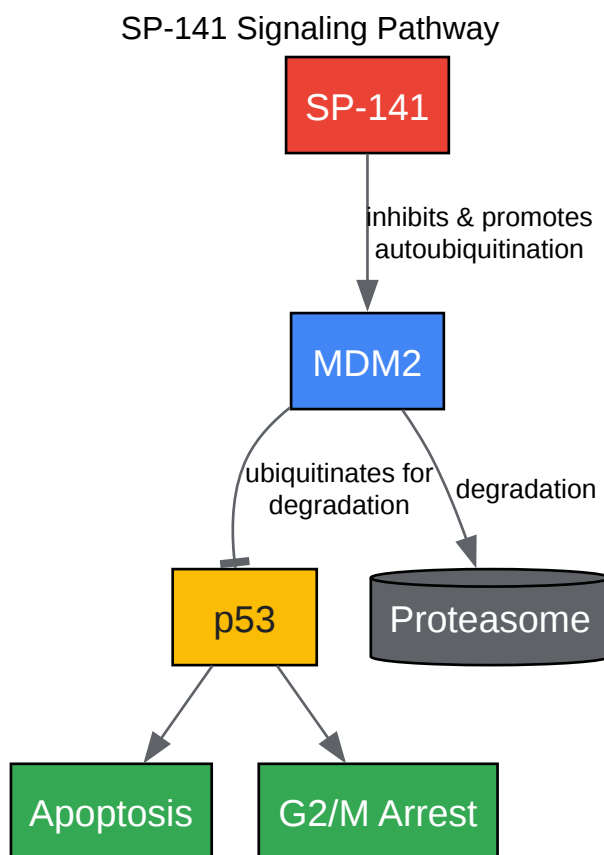 SP-141 Signaling Pathway
SP-141
inhibits & promotes
autoubiquitination
MDM2
ubiquitinates for
degradation
degradation
p53
Proteasome
Apoptosis
G2/M Arrest